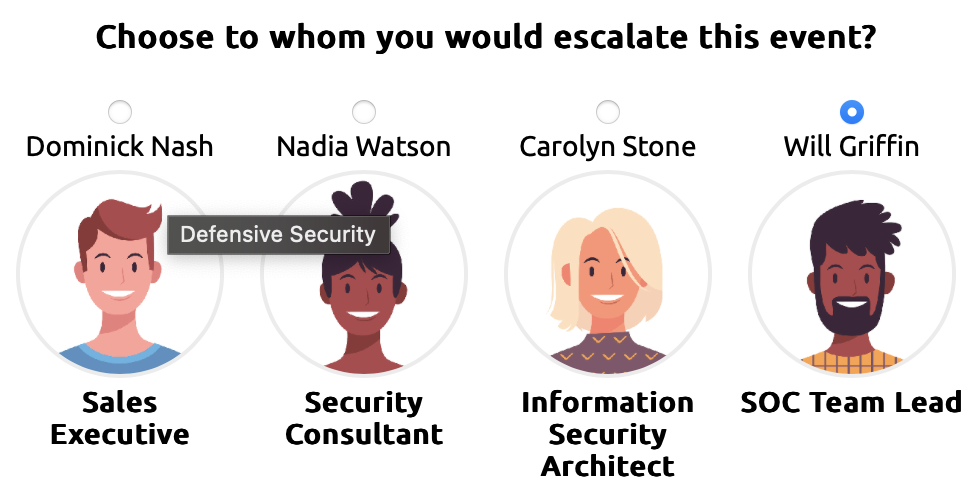 Choose to whom you would escalate this event?
Dominick Nash
Nadia Watson
Carolyn Stone
Will Griffin
Defensive Security
Sales
Executive
Security
Consultant
Information
Security
Architect
SOC Team Lead